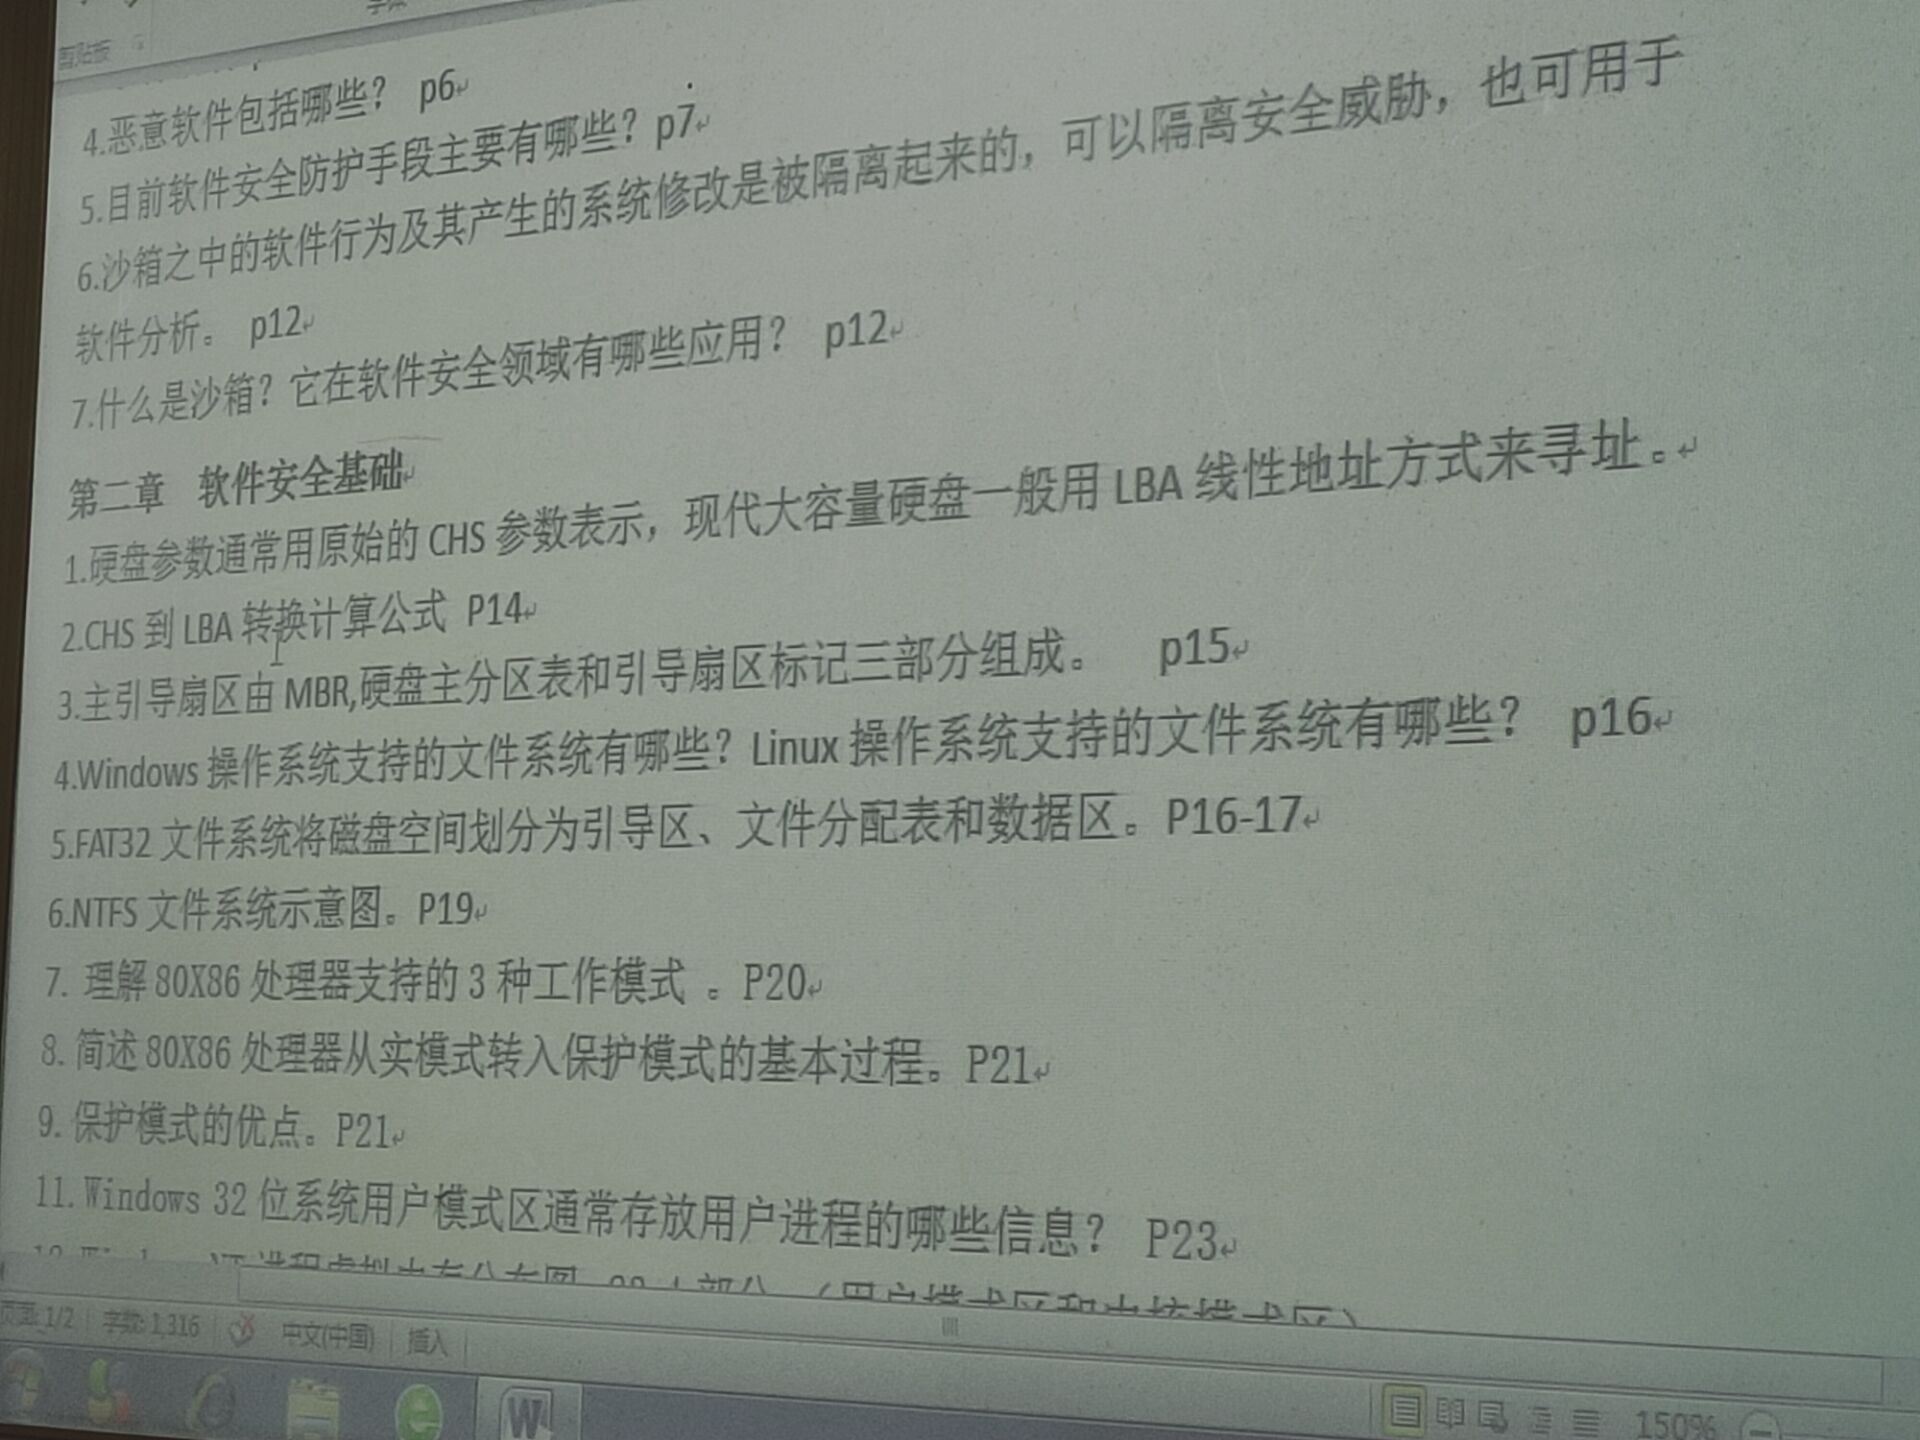 剪贴板
4.恶意软件包括哪些？ p6
5.目前软件安全防护手段主要有哪些？p7
6.沙箱之中的软件行为及其产生的系统修改是被隔离起来的，可以隔离安全威胁，也可用于
软件分析。 p12
7.什么是沙箱？它在软件安全领域有哪些应用？ p12
第二章 软件安全基础
1.硬盘参数通常用原始的 CHS 参数表示，现代大容量硬盘一般用 LBA 线性地址方式来寻址。
2.CHS 到 LBA 转换计算公式 P14
3.主引导扇区由 MBR,硬盘主分区表和引导扇区标记三部分组成。 p15
4.Windows 操作系统支持的文件系统有哪些？Linux 操作系统支持的文件系统有哪些？ p16
5.FAT32 文件系统将磁盘空间划分为引导区、文件分配表和数据区。P16-17
6.NTFS 文件系统示意图。P19
7. 理解 80X86 处理器支持的 3 种工作模式 。P20
8. 简述 80X86 处理器从实模式转入保护模式的基本过程。P21
9. 保护模式的优点。P21
11. Windows 32 位系统用户模式区通常存放用户进程的哪些信息？ P23
页面: 1/2 字数: 1,316 中文(中国) 插入
150%